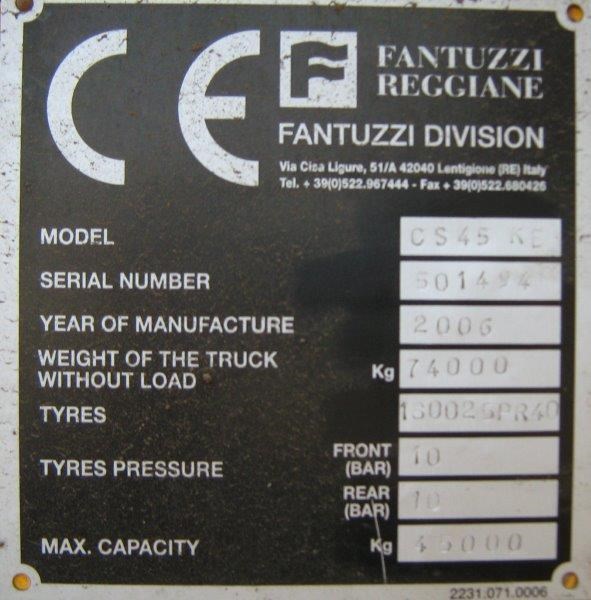 CE
F
FANTUZZI
REGGIANE
FANTUZZI DIVISION
Via Cisa Ligure, 51/A 42040 Lentigione (RE) Italy
Tel. + 39(0)522.967444 - Fax + 39(0)522.680426
MODEL CS45 KE
SERIAL NUMBER 501494
YEAR OF MANUFACTURE 2006
WEIGHT OF THE TRUCK
WITHOUT LOAD Kg 74000
TYRES 180025PR40
TYRES PRESSURE
FRONT
(BAR) 10
REAR
(BAR) 10
MAX. CAPACITY Kg 45000
2231.071.0006